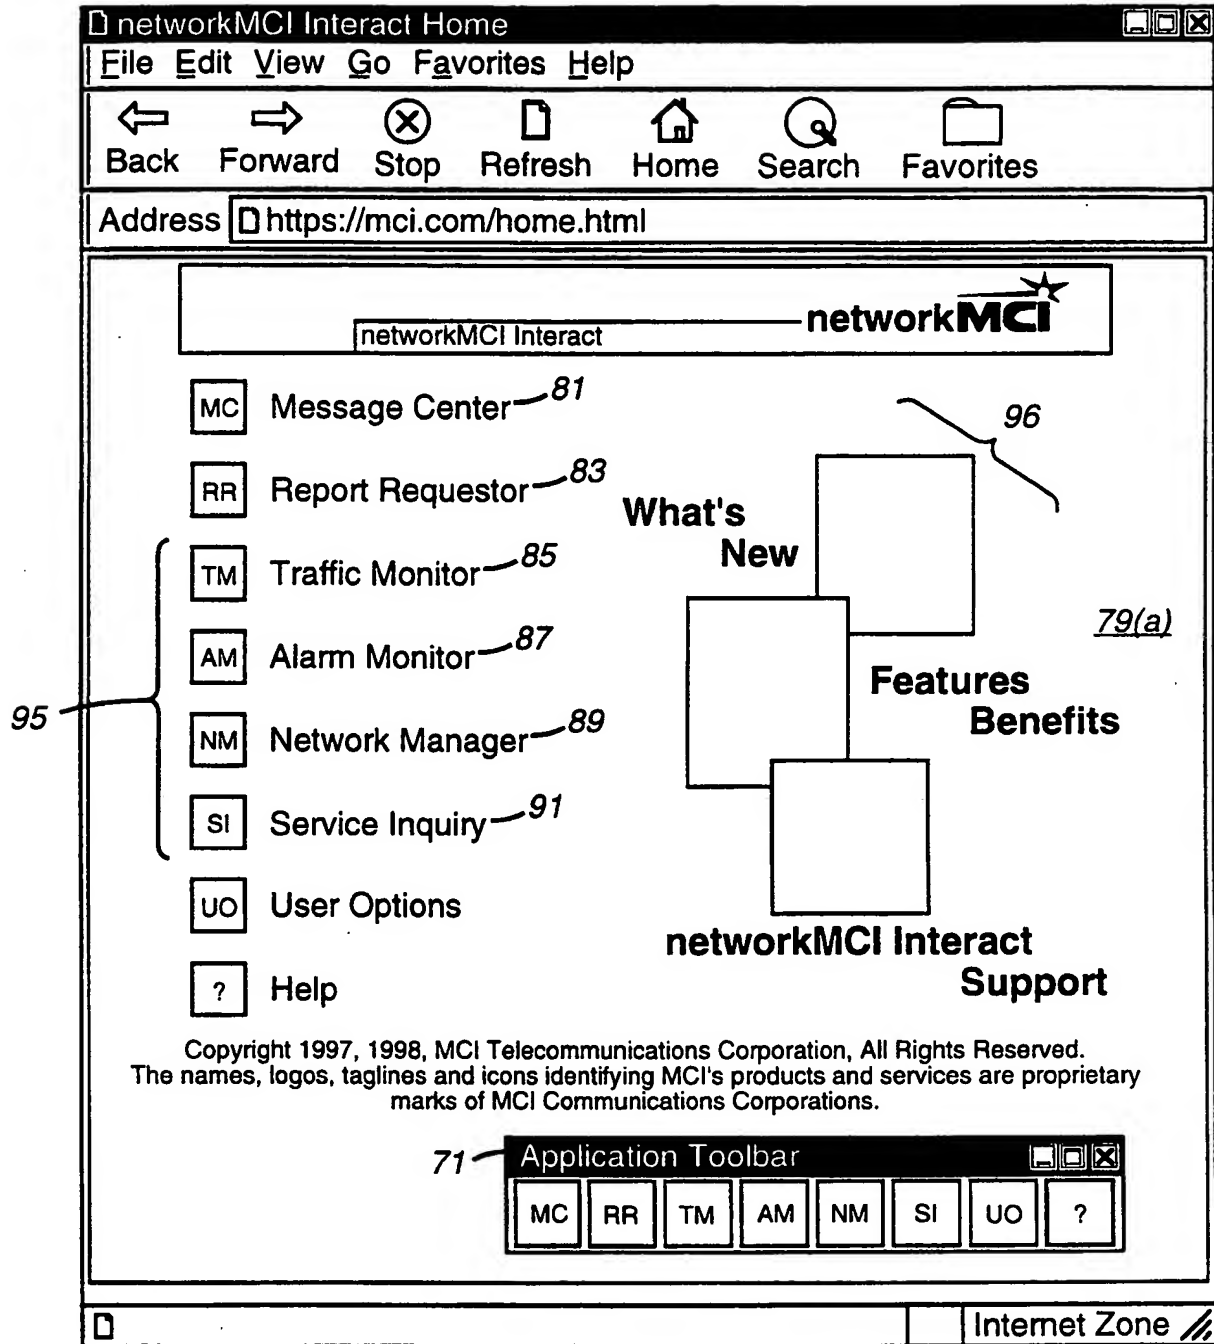 networkMCI Interact Home
File Edit View Go Favorites Help
Back Forward Stop Refresh Home Search Favorites
Address https://mci.com/home.html
networkMCI
networkMCI Interact
MC Message Center 81
96
RR Report Requestor 83
What's
New
TM Traffic Monitor 85
79(a)
AM Alarm Monitor 87
Features
Benefits
95
NM Network Manager 89
SI Service Inquiry 91
UO User Options
networkMCI Interact
Support
? Help
Copyright 1997, 1998, MCI Telecommunications Corporation, All Rights Reserved.
The names, logos, taglines and icons identifying MCI's products and services are proprietary
marks of MCI Communications Corporations.
71 Application Toolbar
MC RR TM AM NM SI UO ?
Internet Zone